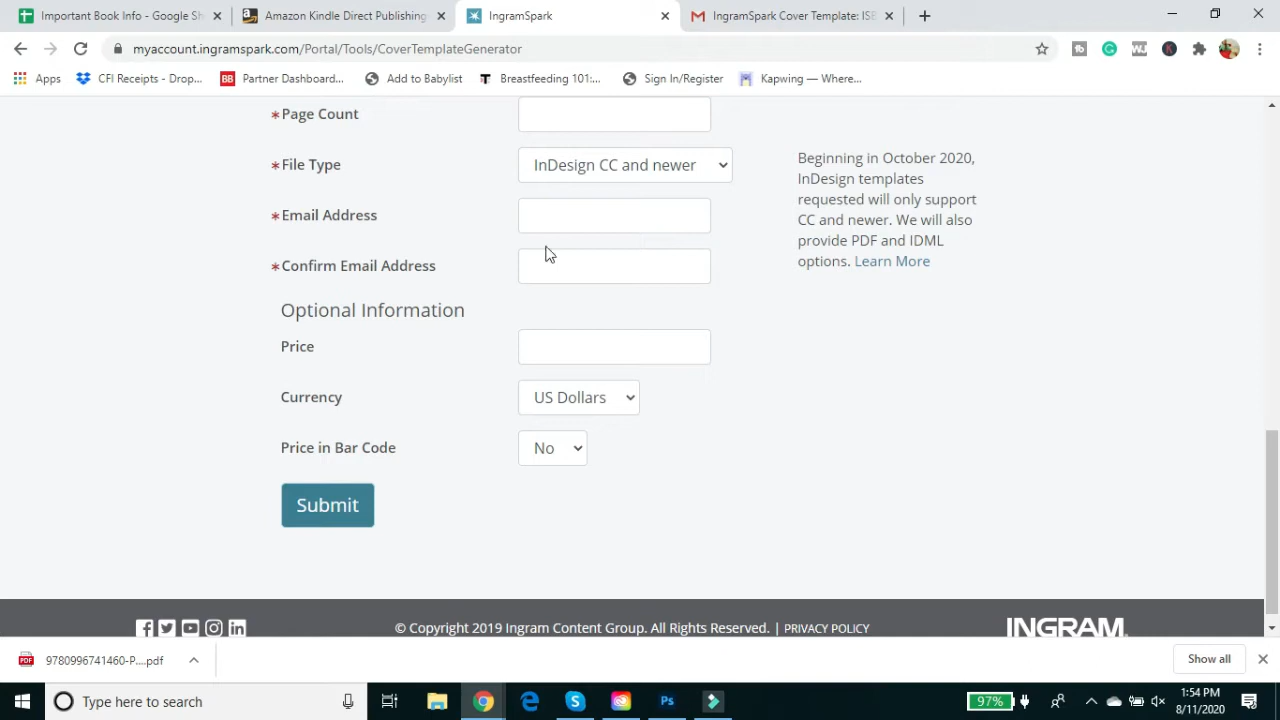 Important Book Info - Google Sh
Amazon Kindle Direct Publishing
IngramSpark
IngramSpark Cover Template: ISB
myaccount.ingramspark.com/Portal/Tools/CoverTemplateGenerator
Apps
CFI Receipts - Drop...
BB
Partner Dashboard...
Add to Babylist
T
Breastfeeding 101:...
Sign In/Register
Kapwing — Where...
*Page Count
*File Type
InDesign CC and newer
*Email Address
*Confirm Email Address
Beginning in October 2020,
InDesign templates
requested will only support
CC and newer. We will also
provide PDF and IDML
options. Learn More
Optional Information
Price
Currency
US Dollars
Price in Bar Code
No
Submit
© Copyright 2019 Ingram Content Group. All Rights Reserved. | PRIVACY POLICY
INGRAM
PDF
9780996741460-P....pdf
Show all
Type here to search
Ps
97%
1:54 PM
8/11/2020